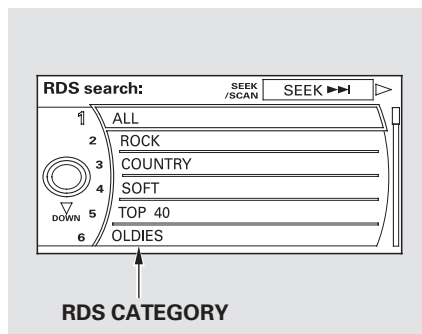 RDS search: SEEK /SCAN SEEK ▶▶I
1 ALL
2 ROCK
3 COUNTRY
4 SOFT
DOWN 5 TOP 40
6 OLDIES
RDS CATEGORY